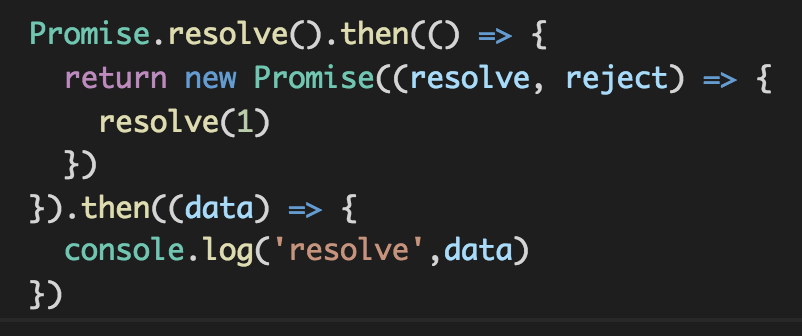 Promise.resolve().then(() => {
  return new Promise((resolve, reject) => {
    resolve(1)
  })
}).then((data) => {
  console.log('resolve',data)
})